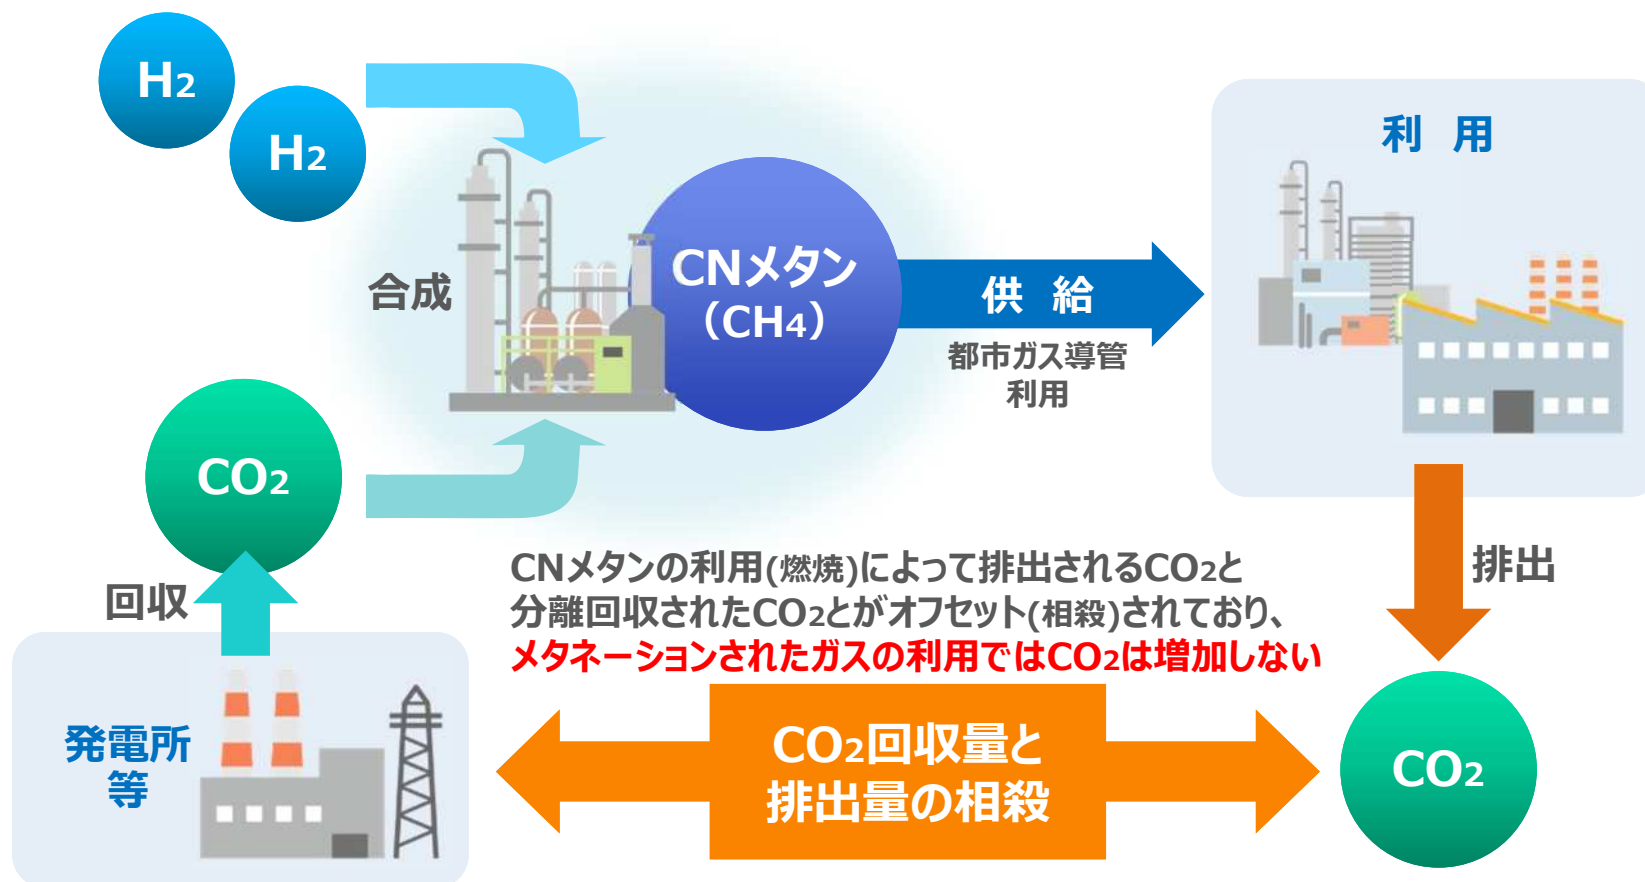 H2
H2
合成
CNメタン
（CH4）
供 給
都市ガス導管
利用
利 用
CO2
回収
発電所
等
CNメタンの利用(燃焼)によって排出されるCO2と
分離回収されたCO2とがオフセット(相殺)されており、
メタネーションされたガスの利用ではCO2は増加しない
排出
CO2回収量と
排出量の相殺
CO2